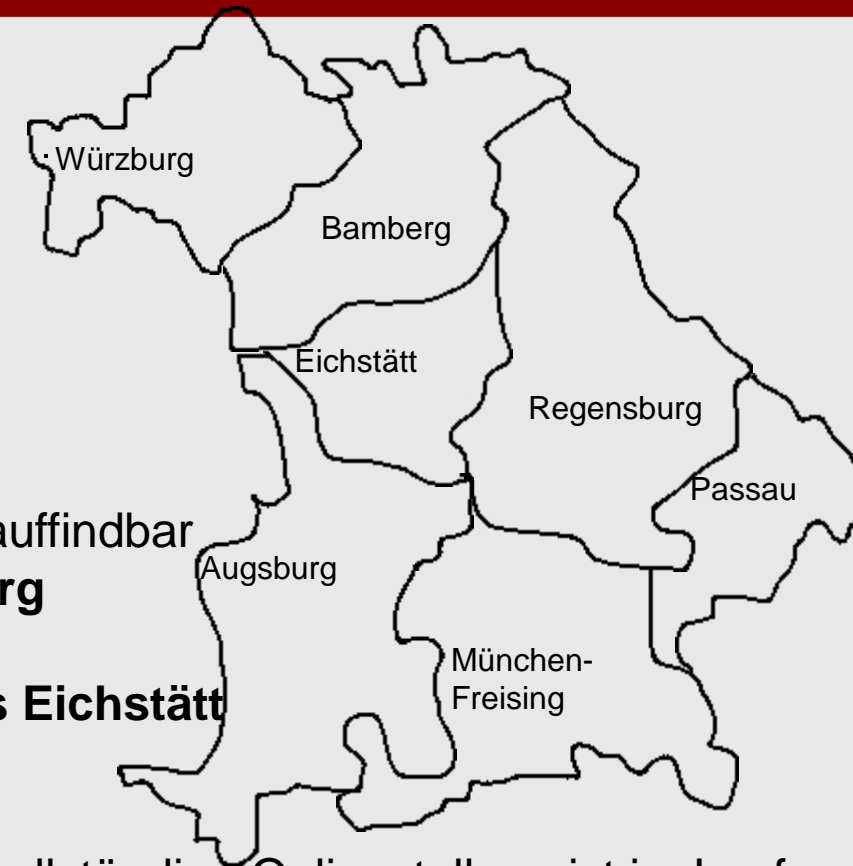 Würzburg
Bamberg
Eichstätt
Regensburg
Passau
auffindbar
Augsburg
rg
München-
Freising
s Eichstätt